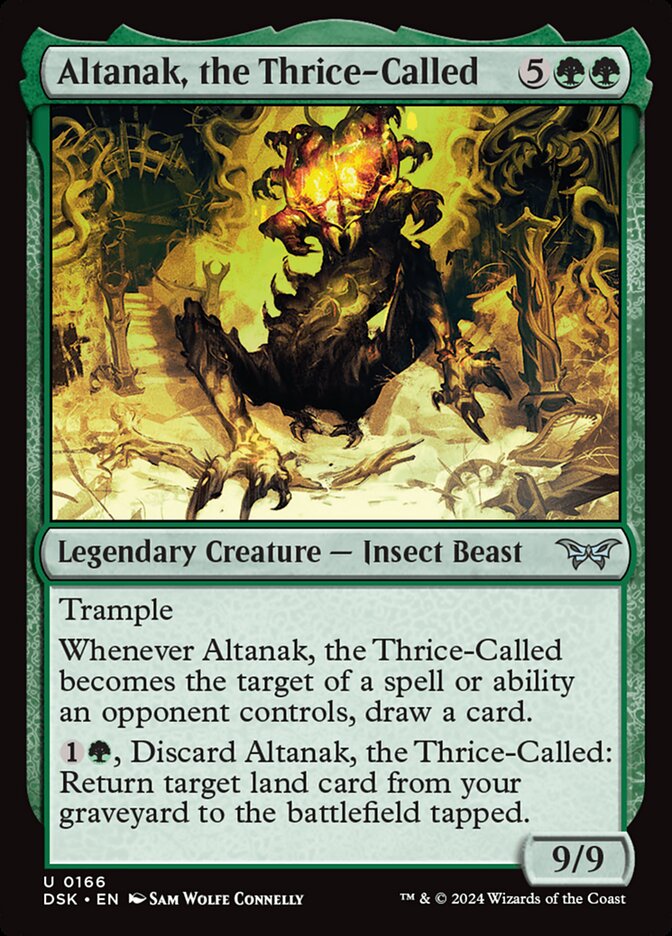 Altanak, the Thrice-Called 5
Legendary Creature — Insect Beast
Trample
Whenever Altanak, the Thrice-Called
becomes the target of a spell or ability
an opponent controls, draw a card.
1, Discard Altanak, the Thrice-Called:
Return target land card from your
graveyard to the battlefield tapped.
9/9
U 0166
DSK • EN Sam Wolfe Connelly
™ & © 2024 Wizards of the Coast